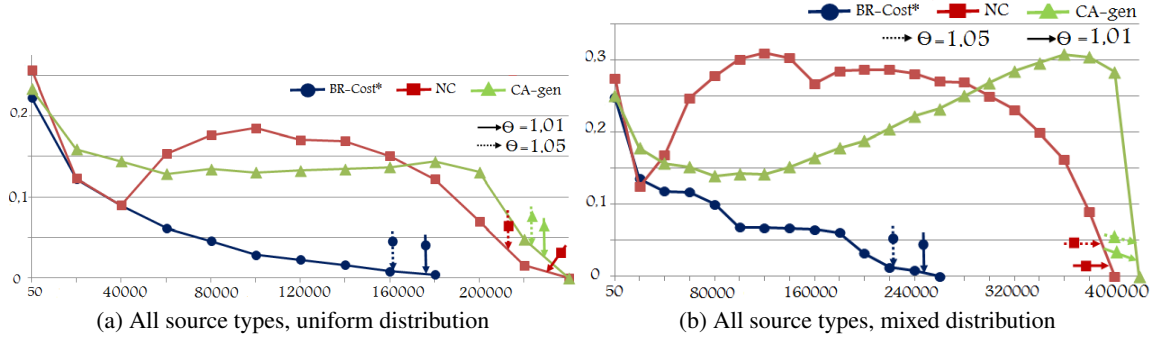 BR-Cost* NC CA-gen
Θ=1.05 Θ=1.01
BR-Cost* NC CA-gen
Θ=1.01
Θ=1.05
0.2
0.1
0
50 40000 80000 120000 160000 200000
(a) All source types, uniform distribution
0.3
0.2
0.1
0
50 80000 160000 240000 320000 400000
(b) All source types, mixed distribution